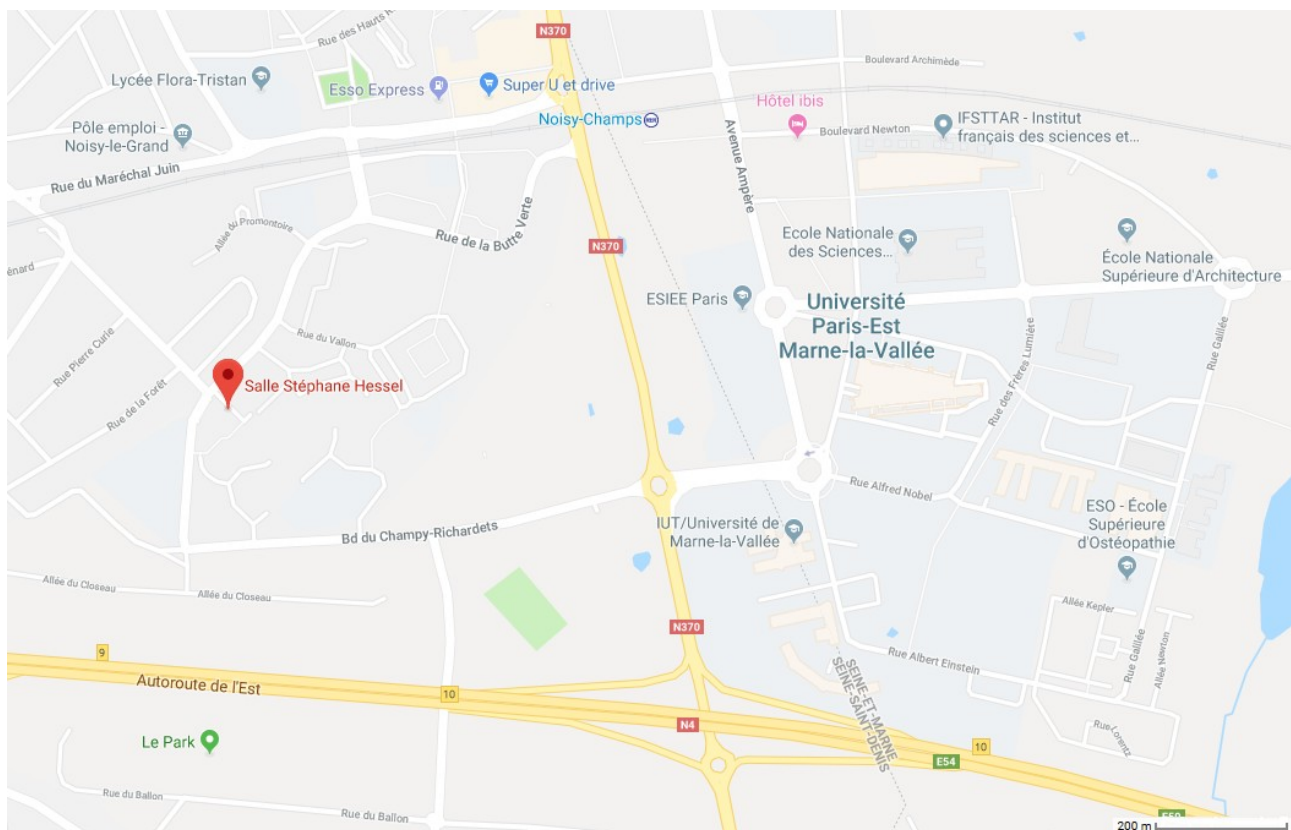 Rue des Hauts R
N370
Boulevard Archimède
Lycée Flora-Tristan
Esso Express
Super U et drive
Hôtel ibis
Noisy-Champs
RER
Pôle emploi -
Noisy-le-Grand
Boulevard Newton
IFSTTAR - Institut
français des sciences et...
Avenue Ampère
Rue du Maréchal Juin
Allée du Promontoire
Rue de la Butte Verte
N370
Ecole Nationale
des Sciences...
École Nationale
Supérieure d'Architecture
énard
ESIEE Paris
Université
Paris-Est
Marne-la-Vallée
Rue Pierre Curie
Rue du Vallon
Rue des Frères Lumière
Rue Galilée
Salle Stéphane Hessel
Rue de la Forêt
Rue Alfred Nobel
Bd du Champy-Richardets
IUT/Université de
Marne-la-Vallée
ESO - École
Supérieure
d'Ostéopathie
Allée du Closeau
Allée du Closeau
Allée Kepler
N370
Rue Galilée
Allée Newton
9
Rue Albert Einstein
SEINE-ET-MARNE
SEINE-SAINT-DENIS
Autoroute de l'Est
10
N4
Rue Lorentz
Le Park
10
E54
Rue du Ballon
Rue du Ballon
200 m